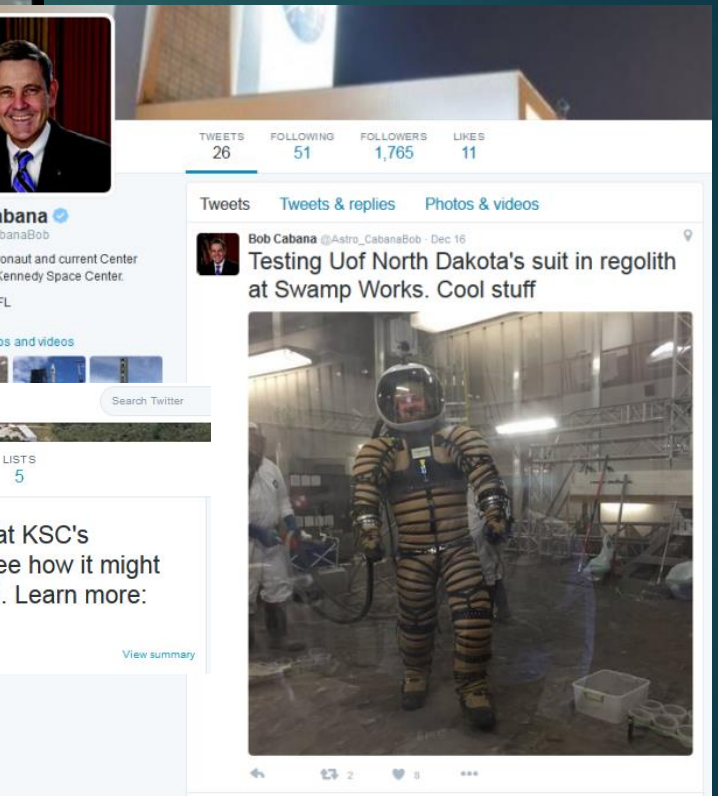 TWEETS FOLLOWING FOLLOWERS LIKES
26 51 1,765 11
Tweets Tweets & replies Photos & videos
abana
banaBob
onaut and current Center
Kennedy Space Center.
FL
os and videos
Bob Cabana @Astro_CabanaBob · Dec 16
Testing Uof North Dakota's suit in regolith
at Swamp Works. Cool stuff
Search Twitter
LISTS
5
at KSC's
ee how it might
. Learn more:
View summary
2 8